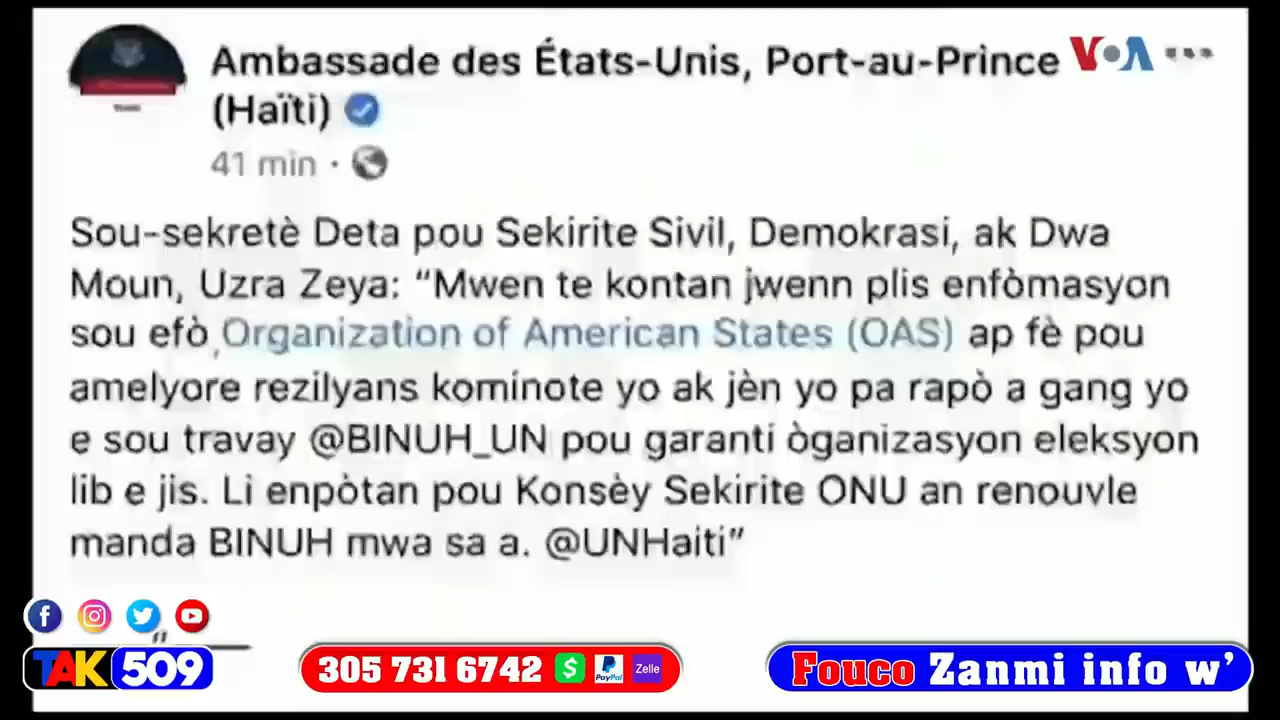 Ambassade des États-Unis, Port-au-Prince VOA
(Haïti)
41 min
Sou-sekretè Deta pou Sekirite Sivil, Demokrasi, ak Dwa
Moun, Uzra Zeya: “Mwen te kontan jwenn plis enfòmasyon
sou efò Organization of American States (OAS) ap fè pou
amelyore rezilyans kominote yo ak jèn yo pa rapò a gang yo
e sou travay @BINUH_UN pou garanti òganizasyon eleksyon
lib e jis. Li enpòtan pou Konsèy Sekirite ONU an renouvle
manda BINUH mwa sa a. @UNHaiti”
TAK 509
305 731 6742 $ PayPal Zelle
Fouco Zanmi info w’